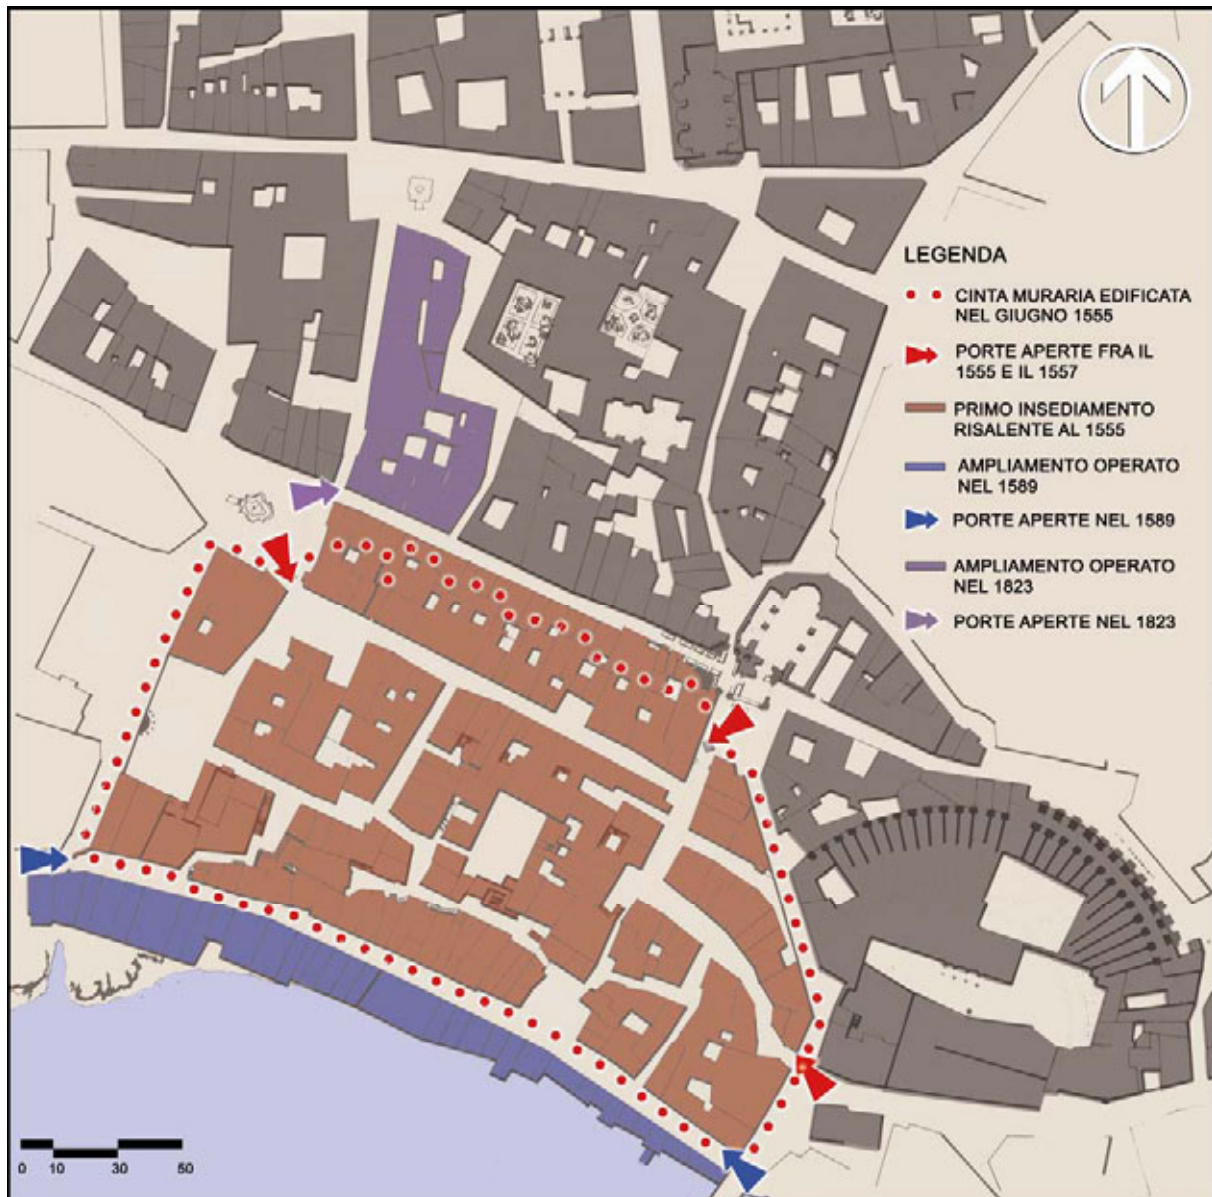 LEGENDA
CINTA MURARIA EDIFICATA
NEL GIUGNO 1555
PORTE APERTE FRA IL
1555 E IL 1557
PRIMO INSEDIAMENTO
RISALENTE AL 1555
AMPLIAMENTO OPERATO
NEL 1589
PORTE APERTE NEL 1589
AMPLIAMENTO OPERATO
NEL 1823
PORTE APERTE NEL 1823
0 10 30 50